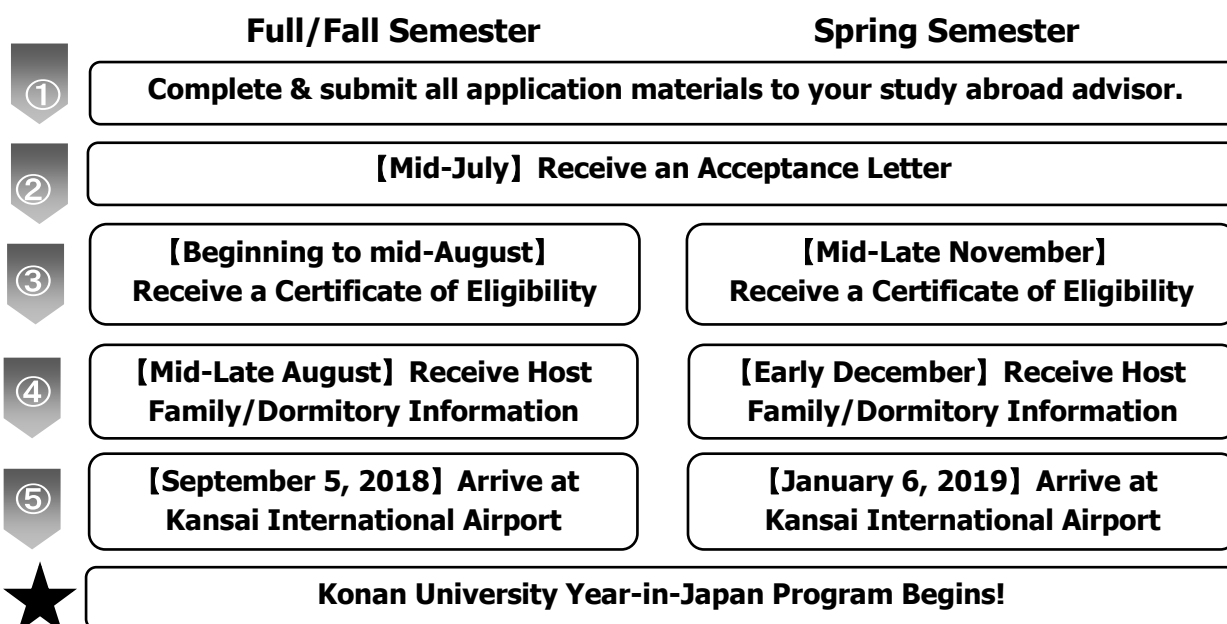 Full/Fall Semester
Spring Semester
①
Complete & submit all application materials to your study abroad advisor.
②
【Mid-July】Receive an Acceptance Letter
③
【Beginning to mid-August】
Receive a Certificate of Eligibility
【Mid-Late November】
Receive a Certificate of Eligibility
④
【Mid-Late August】Receive Host
Family/Dormitory Information
【Early December】Receive Host
Family/Dormitory Information
⑤
【September 5, 2018】Arrive at
Kansai International Airport
【January 6, 2019】Arrive at
Kansai International Airport
Konan University Year-in-Japan Program Begins!